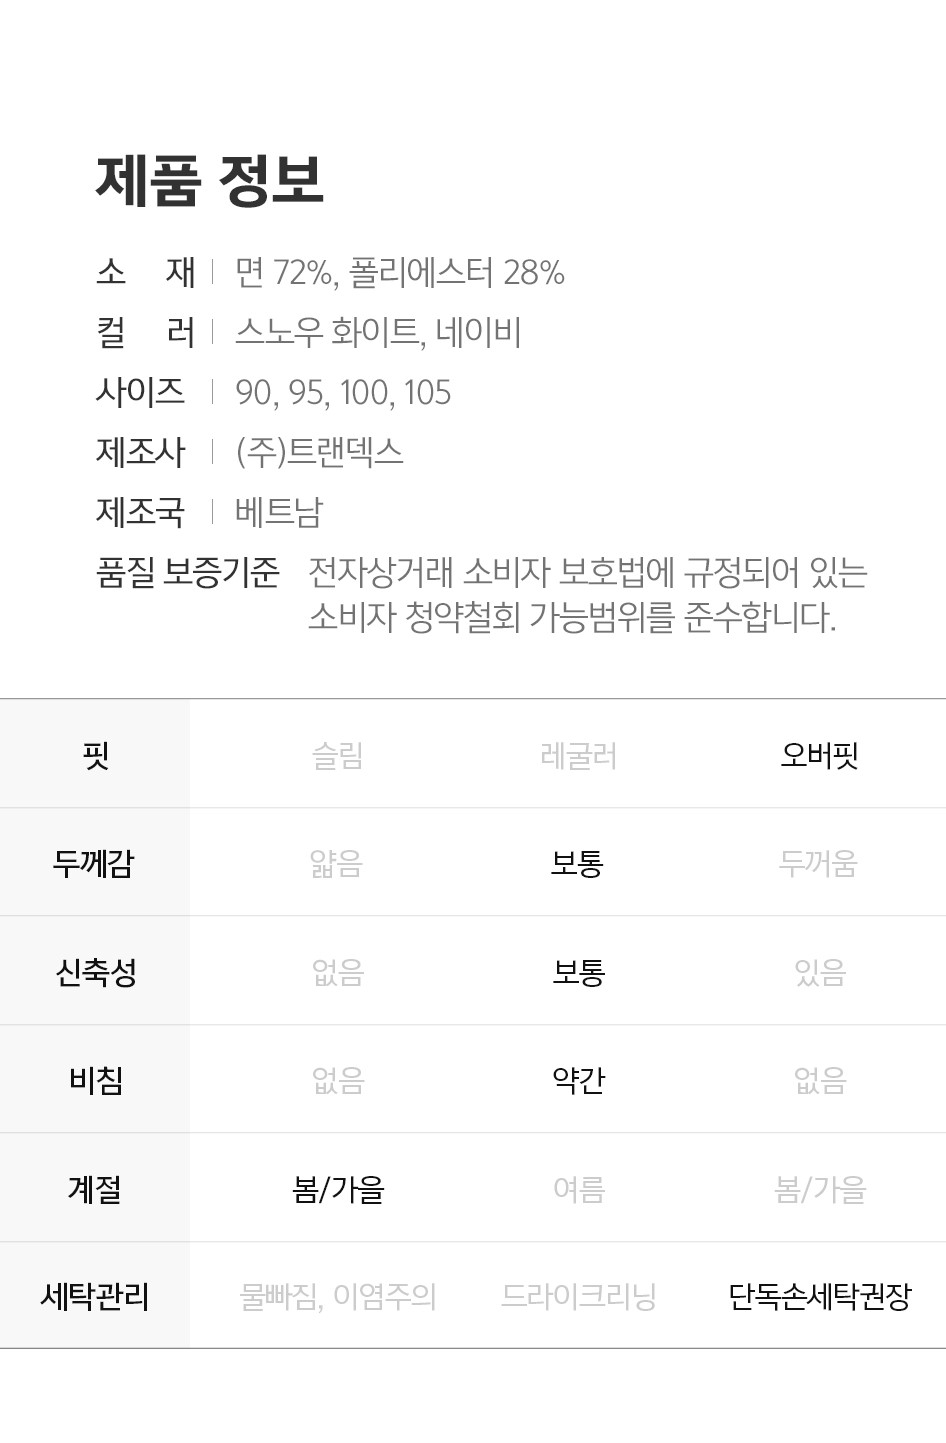 제품 정보
소 재 | 면 72%, 폴리에스터 28%
컬 러 | 스노우 화이트, 네이비
사이즈 | 90, 95, 100, 105
제조사 | (주)트랜덱스
제조국 | 베트남
품질 보증기준 전자상거래 소비자 보호법에 규정되어 있는
소비자 청약철회 가능범위를 준수합니다.
핏 슬림 레굴러 오버핏
두께감 얇음 보통 두꺼움
신축성 없음 보통 있음
비침 없음 약간 없음
계절 봄/가을 여름 봄/가을
세탁관리 물빠짐, 이염주의 드라이크리닝 단독손세탁권장